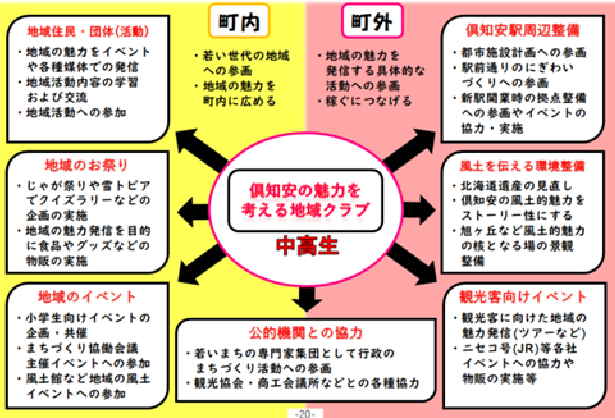 町内
町外
・若い世代の地域
への参画
・地域の魅力を
町内に広める
・地域の魅力を
発信する具体的な
活動への参画
・稼ぐにつなげる
地域住民・団体(活動)
・地域の魅力をイベント
や各種媒体での発信
・地域活動内容の学習
および交流
・地域活動への参加
倶知安駅周辺整備
・都市施設計画への参画
・駅前通りのにぎわい
づくりへの参画
・新駅開業時の拠点整備
への参画やイベントの
協力・実施
地域のお祭り
・じゃが祭りや雪トピア
でクイズラリーなどの
企画の実施
・地域の魅力発信を目的
に食品やグッズなどの
物販の実施
倶知安の魅力を
考える地域クラブ
中高生
風土を伝える環境整備
・北海道遺産の見直し
・倶知安の風土的魅力を
ストーリー性にする
・旭ヶ丘など風土的魅力
の核となる場の景観
整備
地域のイベント
・小学生向けイベントの
企画・共催
・まちづくり協働会議
主催イベントへの参加
・風土館など地域の風土
イベントへの参加
公的機関との協力
・若いまちの専門家集団として行政の
まちづくり活動への参画
・観光協会・商工会議所などとの各種協力
観光客向けイベント
・観光客に向けた地域の
魅力発信(ツアーなど)
・ニセコ号(JR)等各社
イベントへの協力や
物販の実施等
-20-